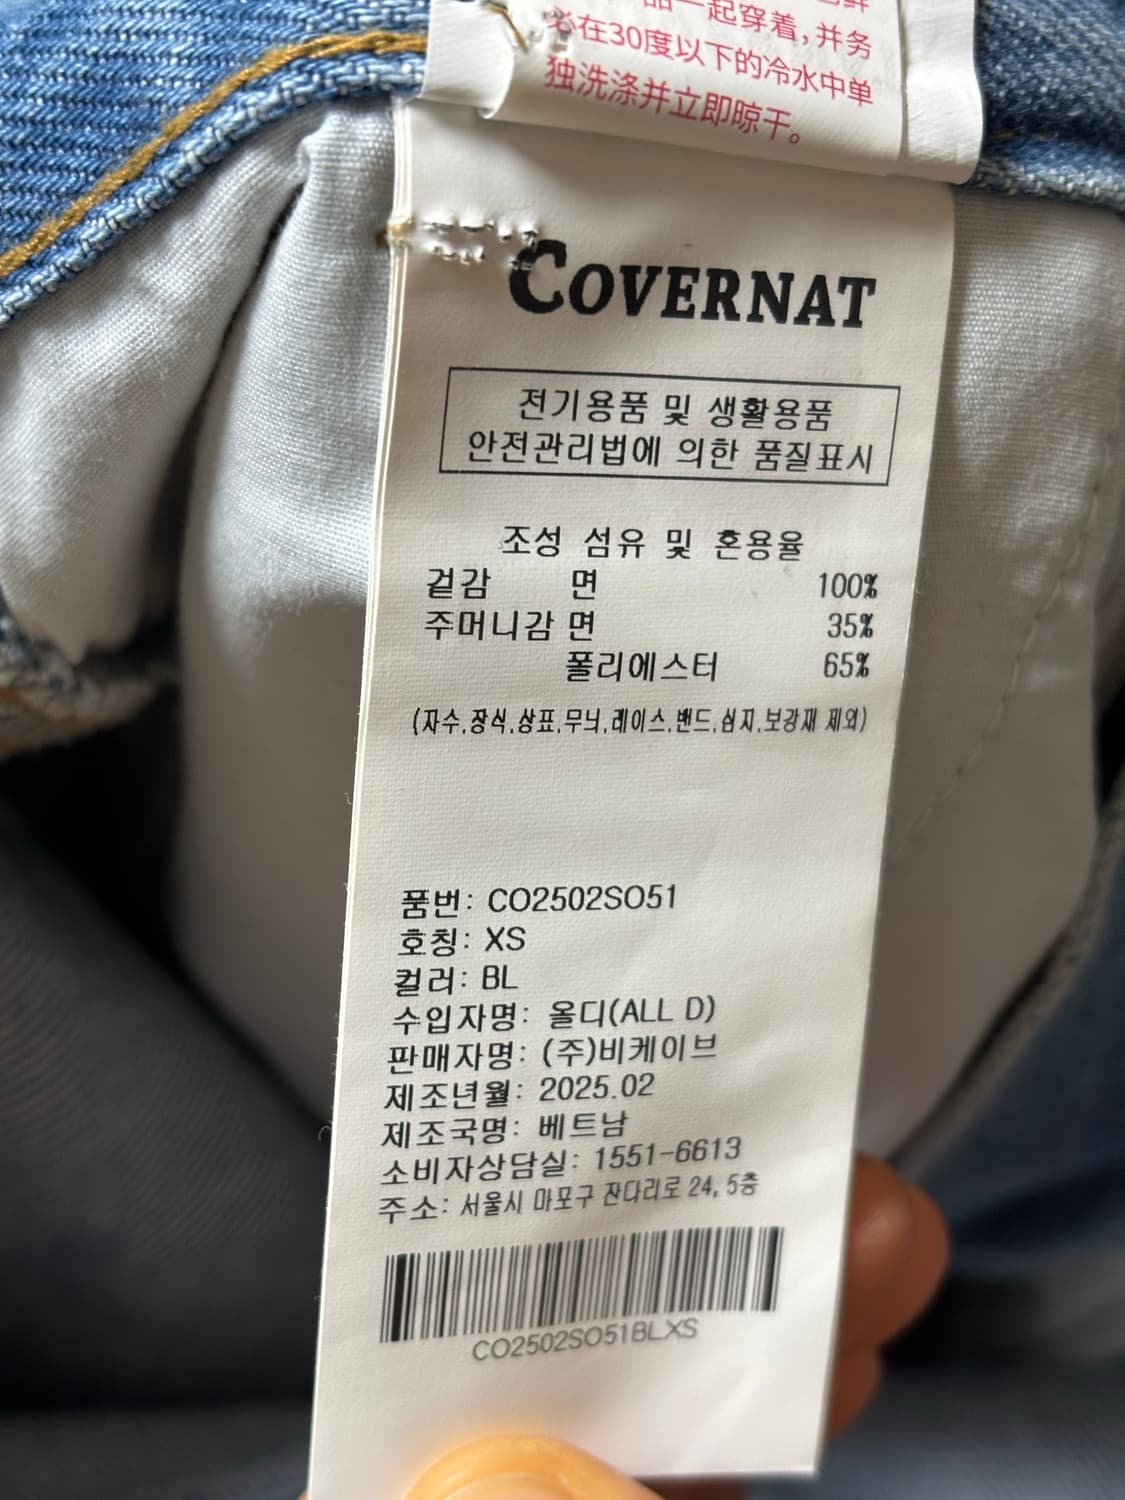 一起穿着,并务
必在30度以下的冷水中单
独洗涤并立即晾干。
COVERNAT
전기용품 및 생활용품
안전관리법에 의한 품질표시
조성 섬유 및 혼용율
겉감 면 100%
주머니감 면 35%
폴리에스터 65%
(자수.장식.상표.무늬.레이스.밴드.심지.보강재 제외)
품번: CO2502SO51
호칭: XS
컬러: BL
수입자명: 올디(ALL D)
판매자명: (주)비케이브
제조년월: 2025.02
제조국명: 베트남
소비자상담실: 1551-6613
주소: 서울시 마포구 잔다리로 24, 5층
CO2502SO51BLXS